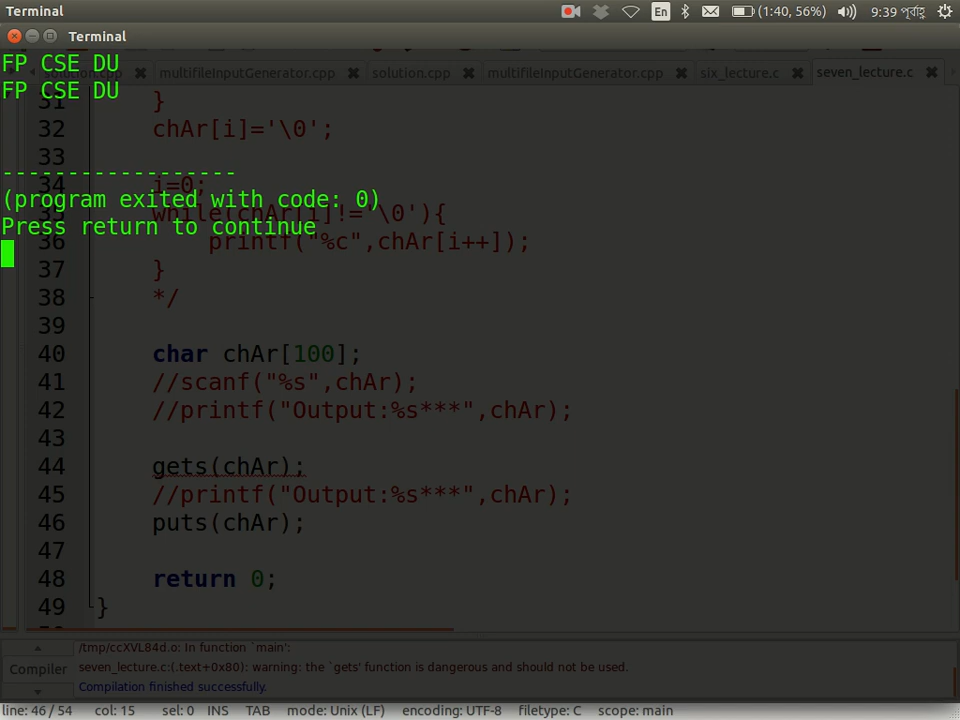 Terminal
En
(1:40, 56%)
9:39 পূর্বাহ্ণ
Terminal
FP CSE DU
FP CSE DU
solution.cpp multifileInputGenerator.cpp solution.cpp multifileInputGenerator.cpp six_lecture.c seven_lecture.c
31 }
32 chAr[i]='\0';
33
------------------
34 i=0;
(program exited with code: 0)
35 while(chAr[i]!='\0'){
Press return to continue
36 printf("%c",chAr[i++]);
37 }
38 */
39
40 char chAr[100];
41 //scanf("%s",chAr);
42 //printf("Output:%s***",chAr);
43
44 gets(chAr);
45 //printf("Output:%s***",chAr);
46 puts(chAr);
47
48 return 0;
49 }
/tmp/ccXVL84d.o: In function `main':
Compiler
seven_lecture.c:(.text+0x80): warning: the `gets' function is dangerous and should not be used.
Compilation finished successfully.
line: 46 / 54 col: 15 sel: 0 INS TAB mode: Unix (LF) encoding: UTF-8 filetype: C scope: main